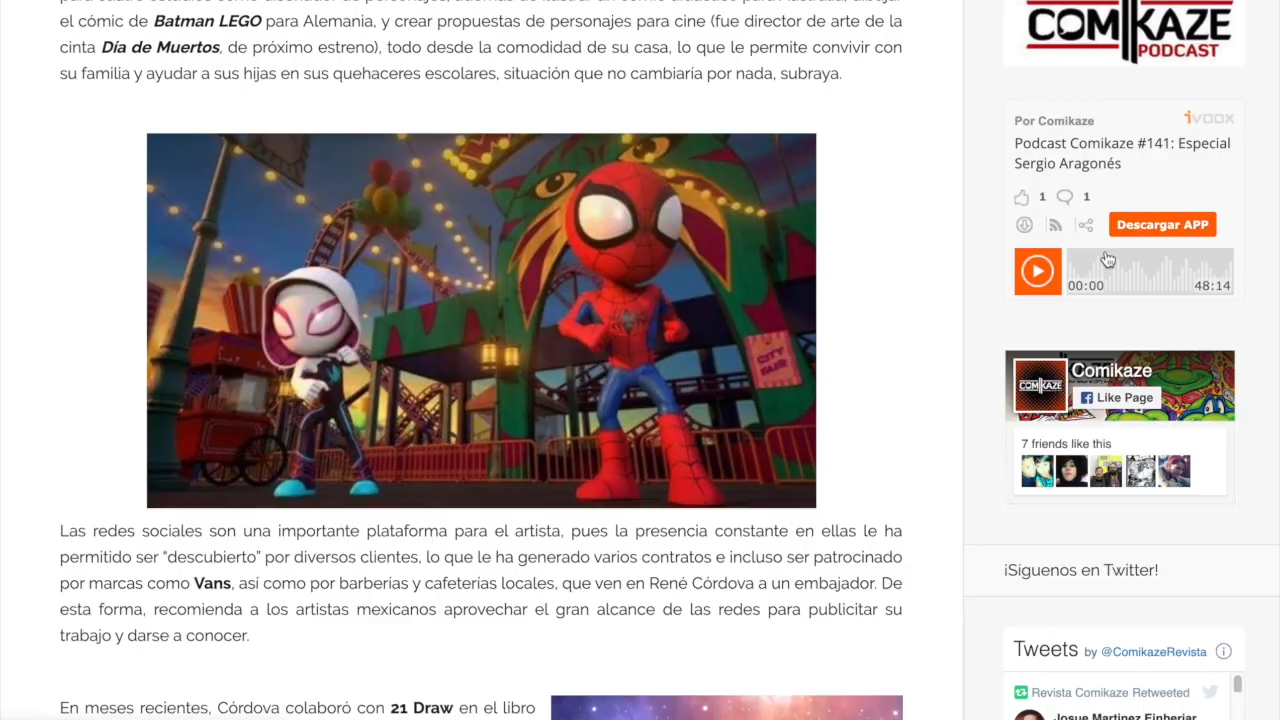 el cómic de Batman LEGO para Alemania, y crear propuestas de personajes para cine (fue director de arte de la
cinta Día de Muertos, de próximo estreno), todo desde la comodidad de su casa, lo que le permite convivir con
su familia y ayudar a sus hijas en sus quehaceres escolares, situación que no cambiaría por nada, subraya.
CITY
FAIR
Las redes sociales son una importante plataforma para el artista, pues la presencia constante en ellas le ha
permitido ser “descubierto” por diversos clientes, lo que le ha generado varios contratos e incluso ser patrocinado
por marcas como Vans, así como por barberías y cafeterías locales, que ven en René Córdova a un embajador. De
esta forma, recomienda a los artistas mexicanos aprovechar el gran alcance de las redes para publicitar su
trabajo y darse a conocer.
En meses recientes, Córdova colaboró con 21 Draw en el libro
COMIKAZE
PODCAST
Por Comikaze
ivoox
Podcast Comikaze #141: Especial
Sergio Aragonés
1 1
Descargar APP
00:00 48:14
COMIKAZE
Comikaze
Like Page
7 friends like this
¡Síguenos en Twitter!
Tweets by @ComikazeRevista
Revista Comikaze Retweeted
Josue Martinez Einheriar